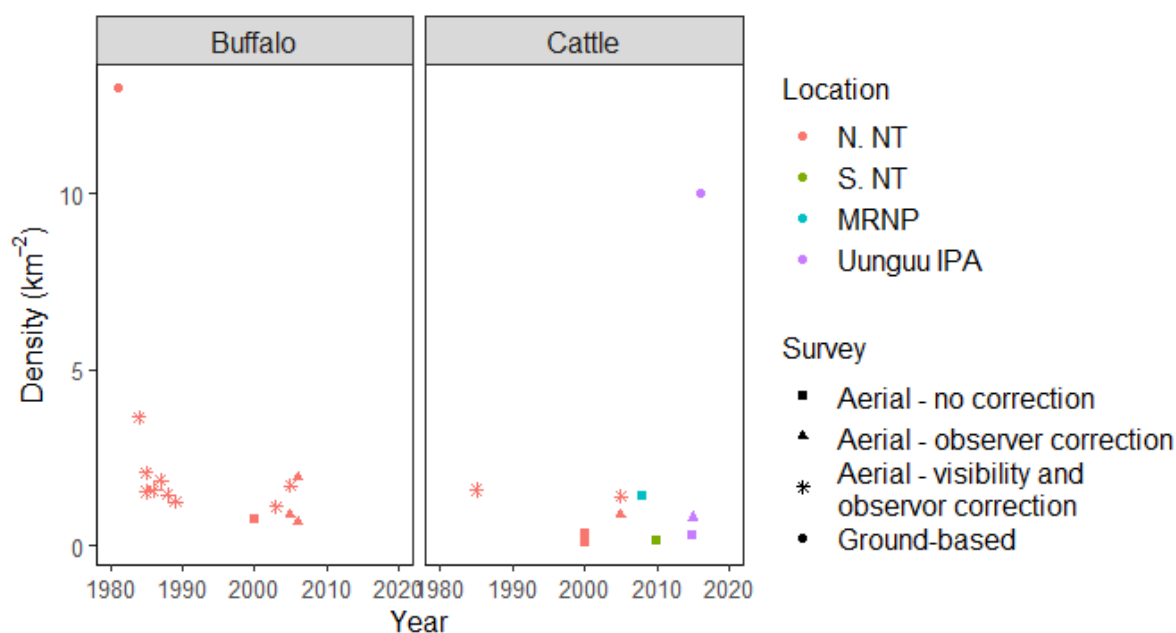 Buffalo
Cattle
Density (km⁻²)
10
5
0
1980 1990 2000 2010 2020
1980 1990 2000 2010 2020
Year
Location
N. NT
S. NT
MRNP
Uunguu IPA
Survey
Aerial - no correction
Aerial - observer correction
Aerial - visibility and
observor correction
Ground-based